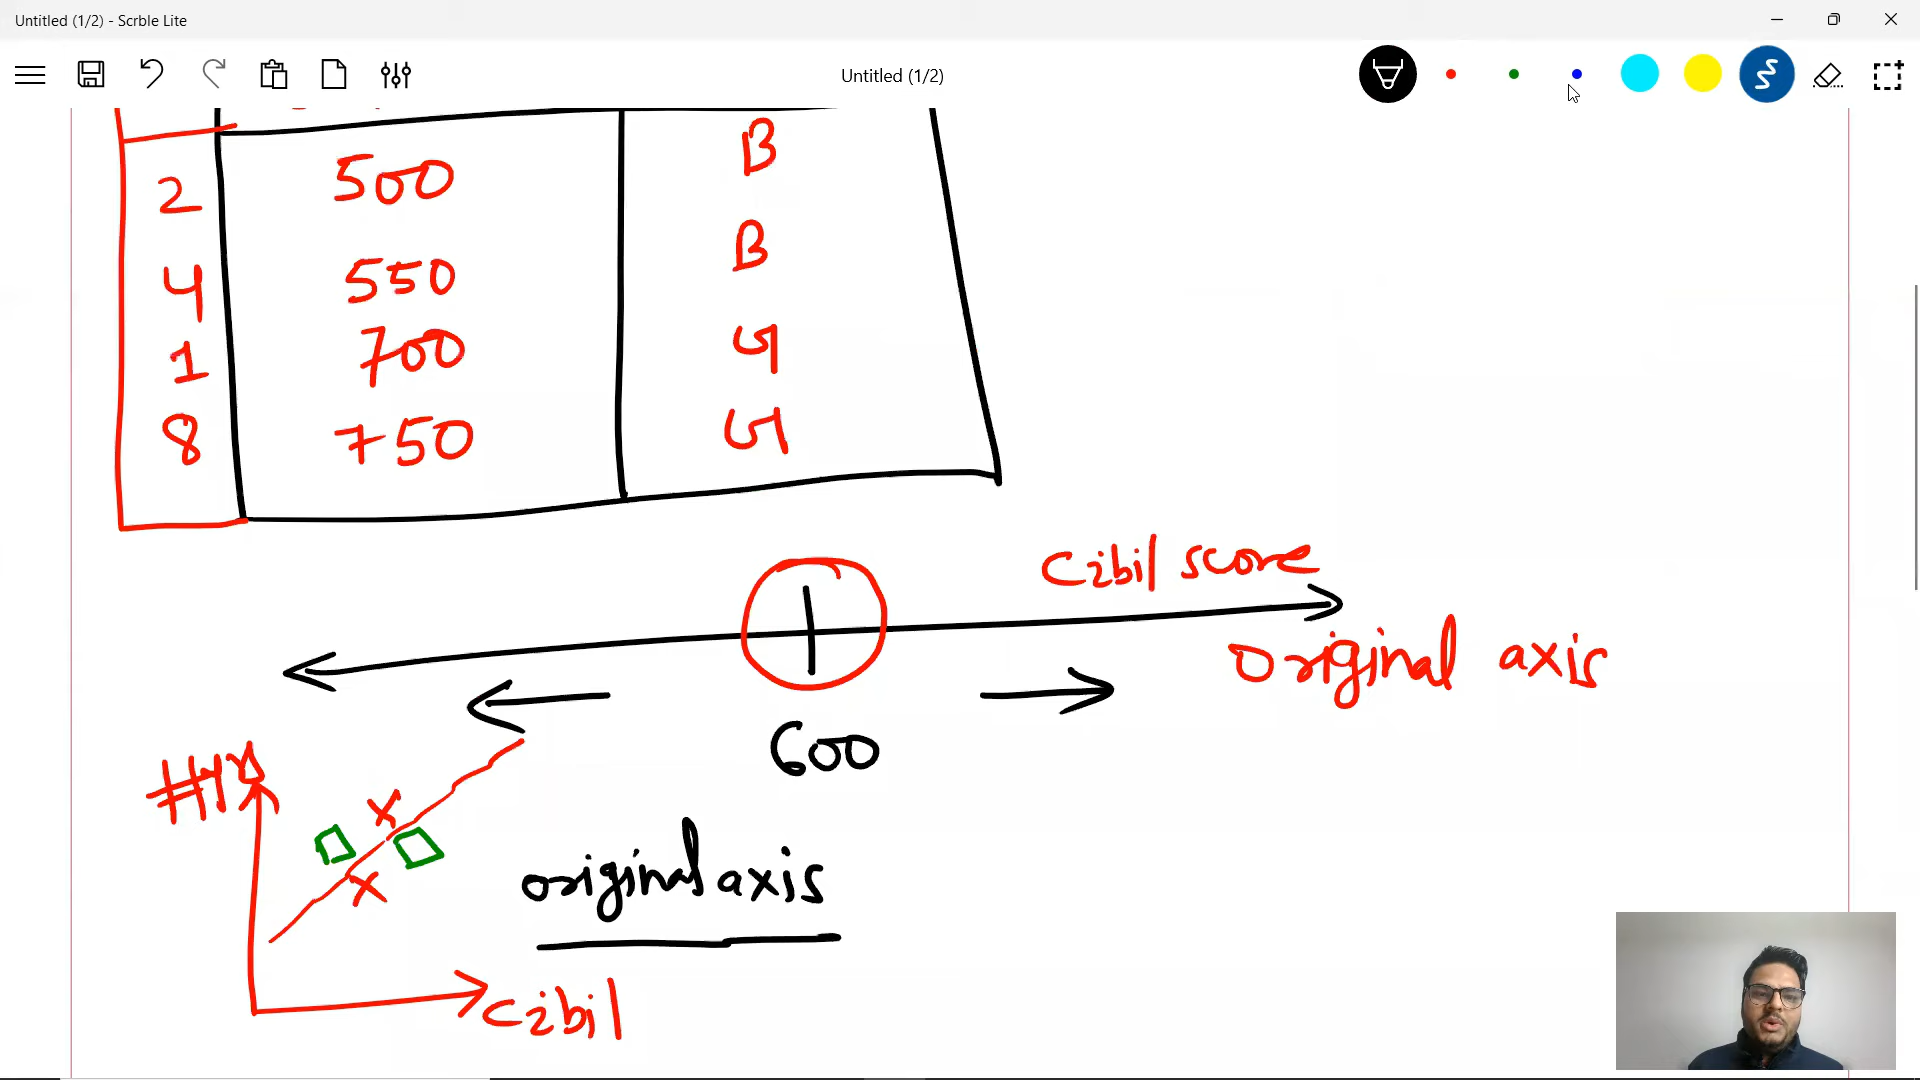 Untitled (1/2) - Scrble Lite
Untitled (1/2)
2 500 B
4 550 B
1 700 G
8 750 G
Cibil score
original axis
600
original axis
Cibil